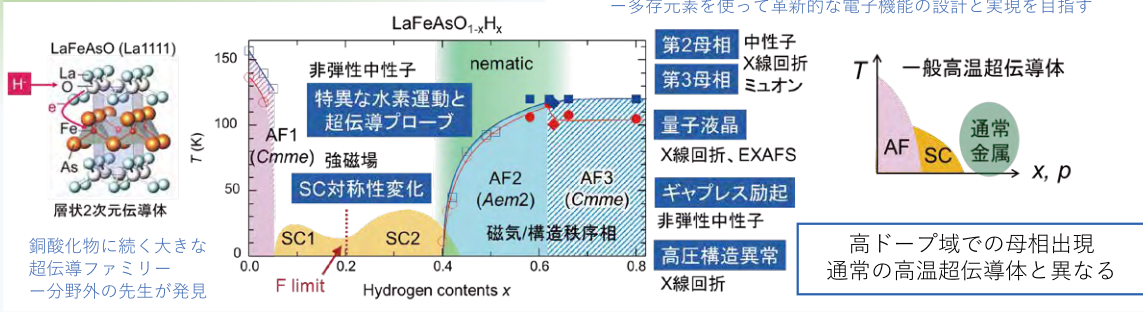 ー多存元素を使って革新的な電子機能の設計と実現を目指す
LaFeAsO (La1111)
H-
La
O
e-
Fe
As
層状2次元伝導体
銅酸化物に続く大きな
超伝導ファミリー
ー分野外の先生が発見
LaFeAsO1-xHx
T (K)
150
100
50
0
0.0
0.2
0.4
0.6
0.8
Hydrogen contents x
非弾性中性子
特異な水素運動と
超伝導プローブ
nematic
AF1
(Cmme)
強磁場
SC対称性変化
SC1
SC2
F limit
AF2
(Aem2)
AF3
(Cmme)
磁気/構造秩序相
第2母相
中性子
X線回折
第3母相
ミュオン
量子液晶
X線回折、EXAFS
ギャプレス励起
非弾性中性子
高圧構造異常
X線回折
T
一般高温超伝導体
AF
SC
通常
金属
x, p
高ドープ域での母相出現
通常の高温超伝導体と異なる